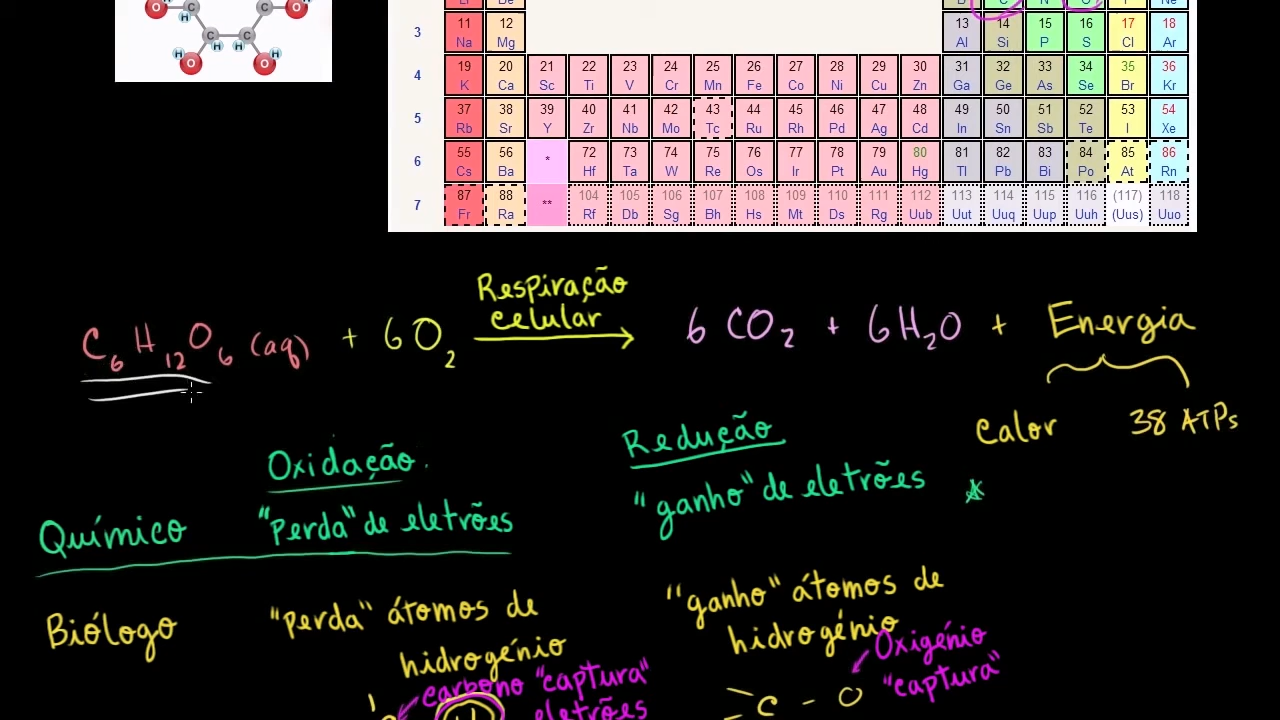 H H
O C C O
H
C C
H H H H
O O
B C N O F Ne
3 11 12 13 14 15 16 17 18
Na Mg Al Si P S Cl Ar
4 19 20 21 22 23 24 25 26 27 28 29 30 31 32 33 34 35 36
K Ca Sc Ti V Cr Mn Fe Co Ni Cu Zn Ga Ge As Se Br Kr
5 37 38 39 40 41 42 43 44 45 46 47 48 49 50 51 52 53 54
Rb Sr Y Zr Nb Mo Tc Ru Rh Pd Ag Cd In Sn Sb Te I Xe
6 55 56 * 72 73 74 75 76 77 78 79 80 81 82 83 84 85 86
Cs Ba Hf Ta W Re Os Ir Pt Au Hg Tl Pb Bi Po At Rn
7 87 88 ** 104 105 106 107 108 109 110 111 112 113 114 115 116 (117) 118
Fr Ra Rf Db Sg Bh Hs Mt Ds Rg Uub Uut Uuq Uup Uuh (Uus) Uuo
Respiração
celular
C₆H₁₂O₆ (aq) + 6O₂ → 6CO₂ + 6H₂O + Energia
Calor 38 ATPs
Oxidação Redução
Químico "Perda" de eletrões "ganho" de eletrões *
Biólogo "perda" átomos de "ganho" átomos de
hidrogénio hidrogénio
carbono "captura" Oxigénio
eletrões "captura"
C - O